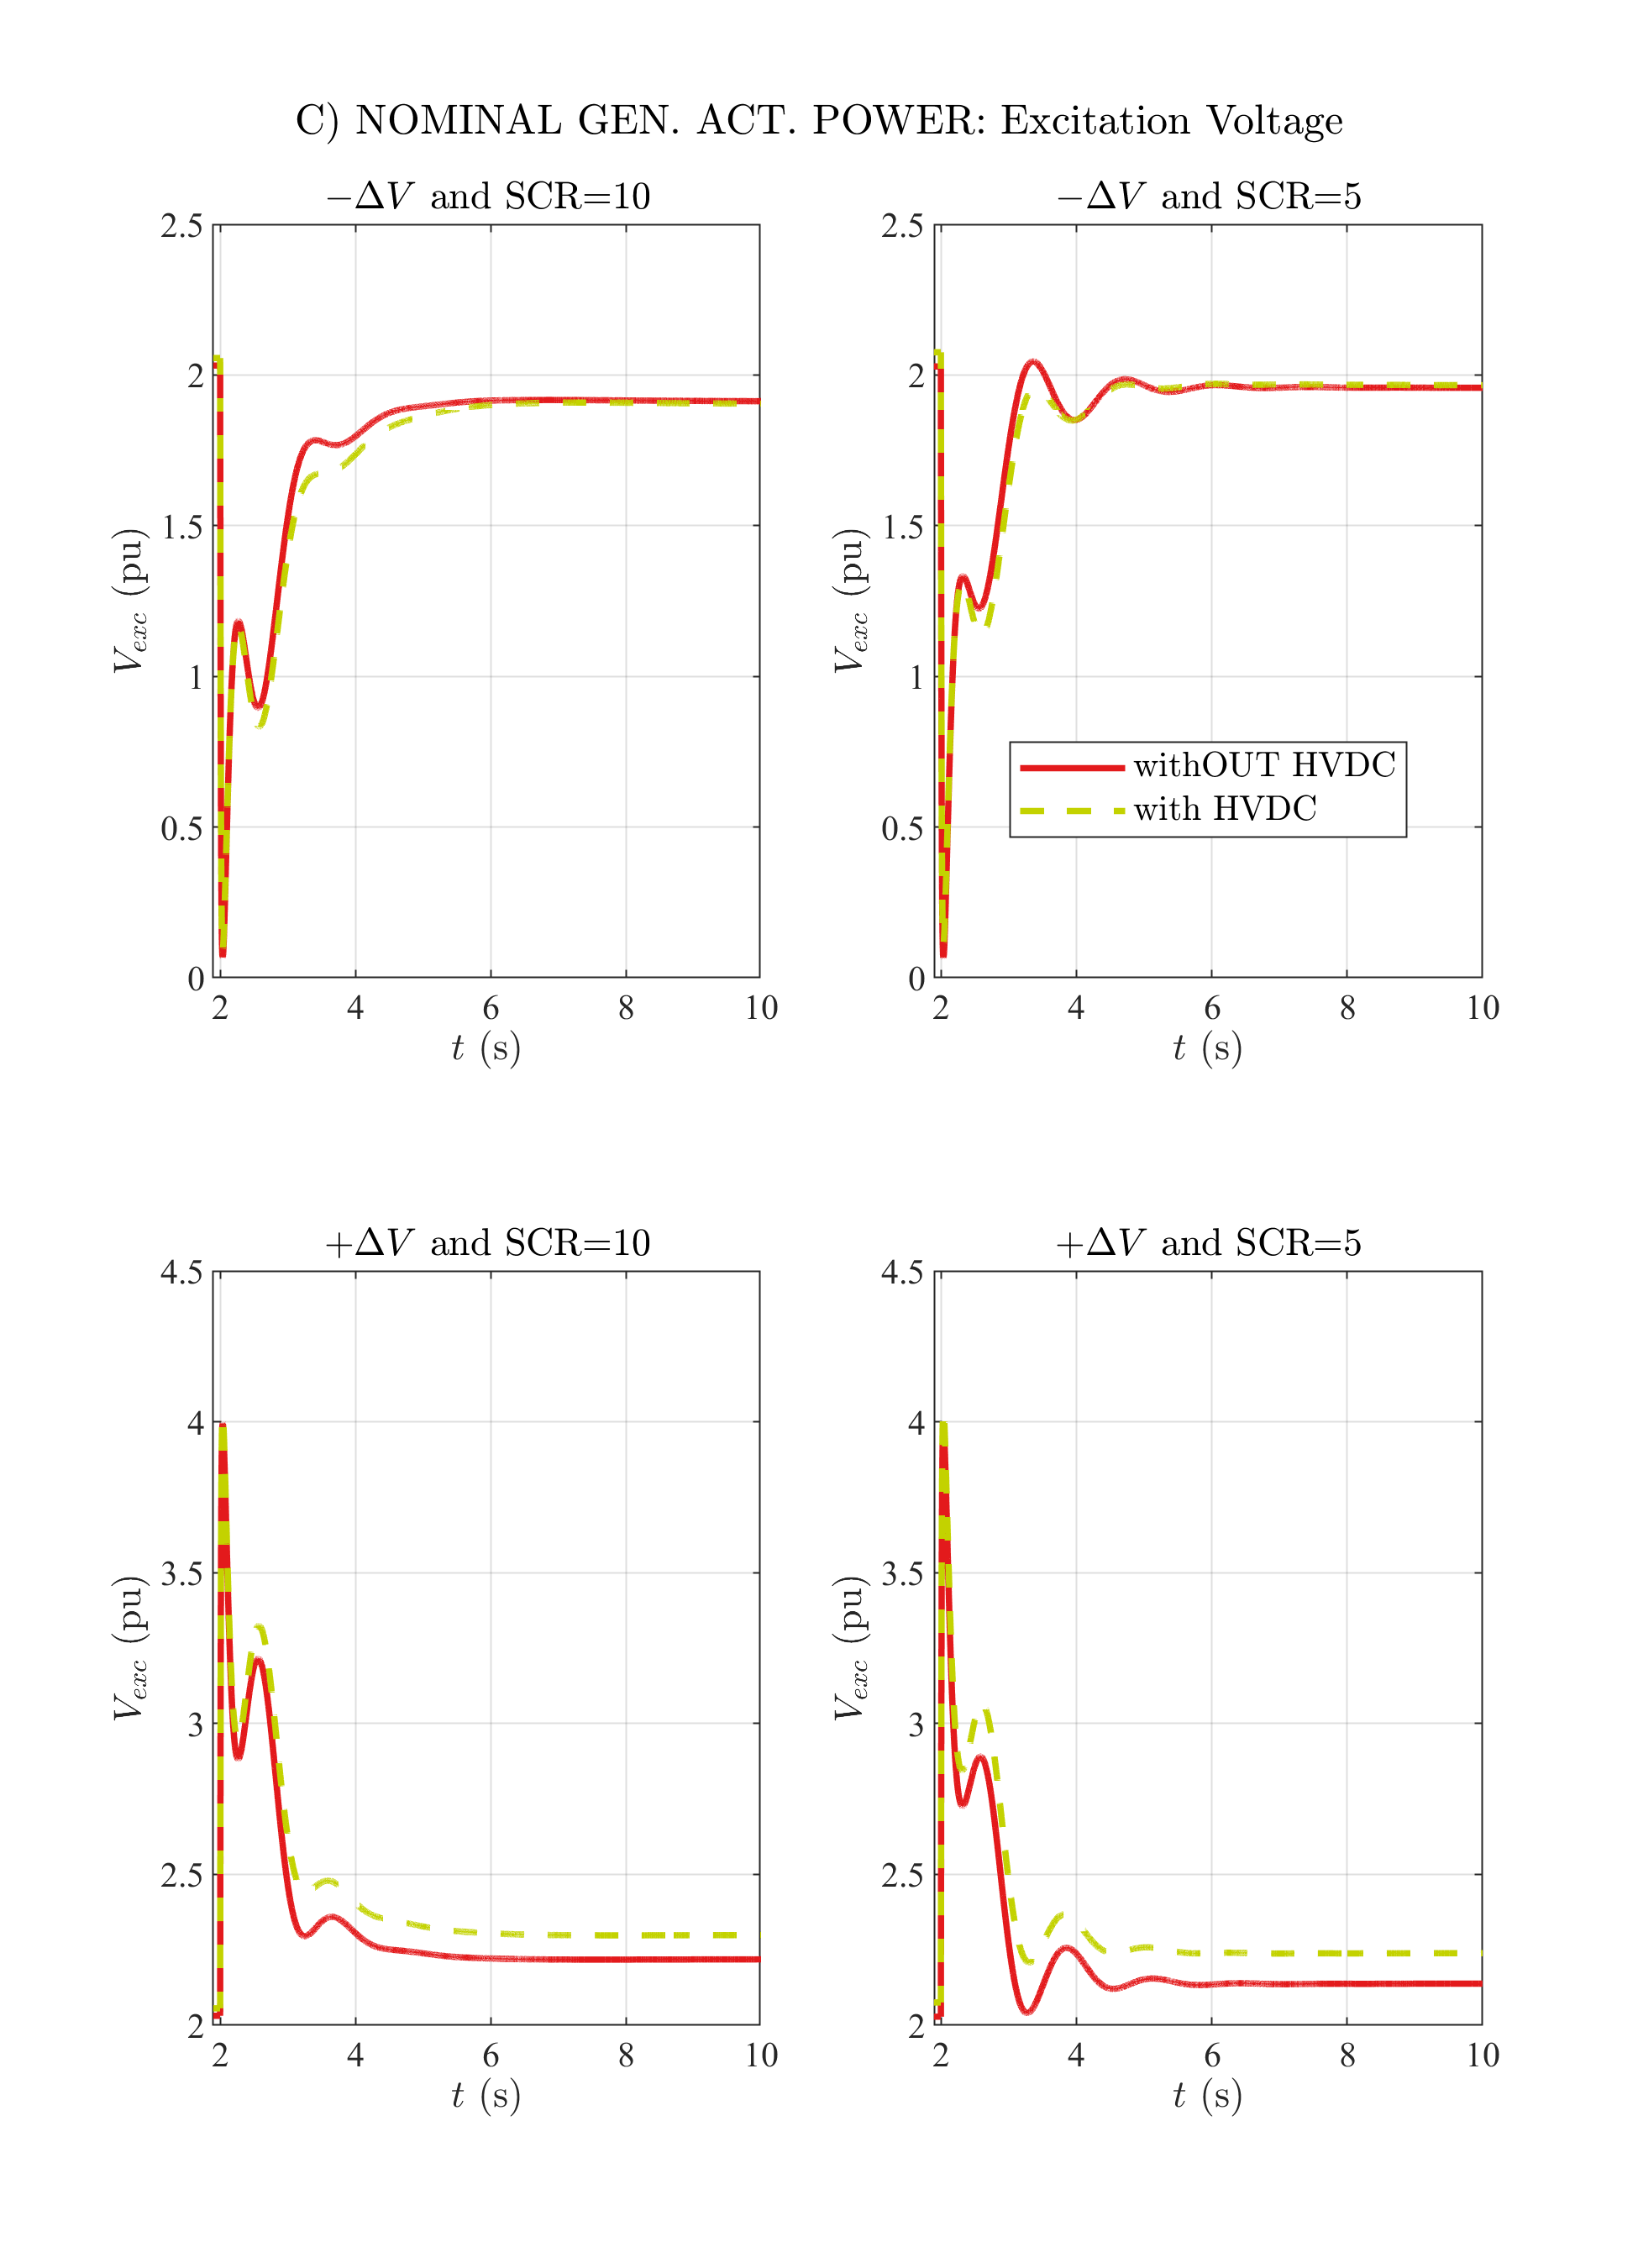 C) NOMINAL GEN. ACT. POWER: Excitation Voltage
−ΔV and SCR=10
2.5
2
1.5
1
0.5
0
V_exc (pu)
2 4 6 8 10
t (s)
−ΔV and SCR=5
2.5
2
1.5
1
0.5
0
V_exc (pu)
withOUT HVDC
with HVDC
2 4 6 8 10
t (s)
+ΔV and SCR=10
4.5
4
3.5
3
2.5
2
V_exc (pu)
2 4 6 8 10
t (s)
+ΔV and SCR=5
4.5
4
3.5
3
2.5
2
V_exc (pu)
2 4 6 8 10
t (s)